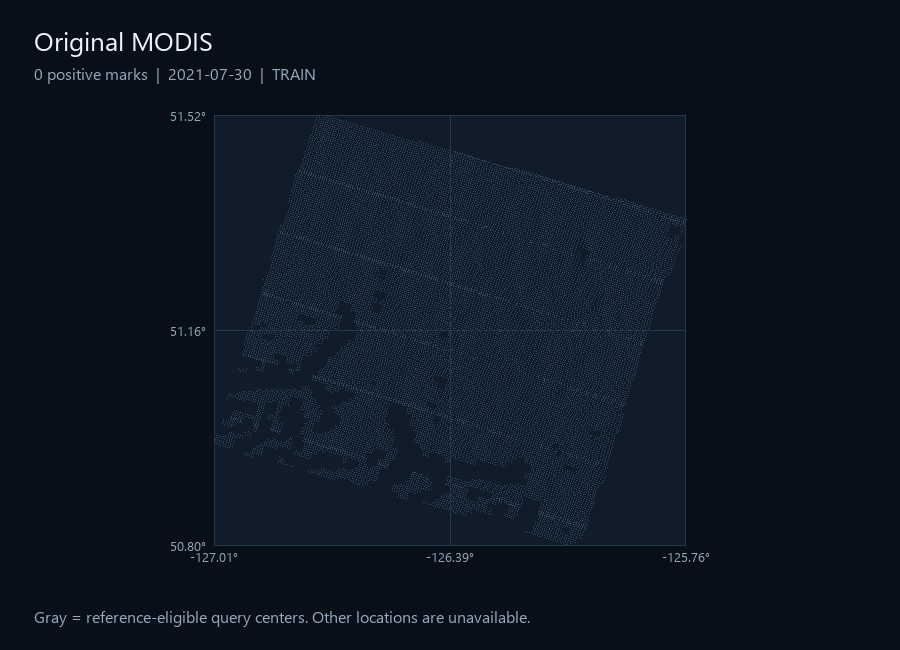 Original MODIS
0 positive marks | 2021-07-30 | TRAIN
51.52°
51.16°
50.80°
-127.01° -126.39° -125.76°
Gray = reference-eligible query centers. Other locations are unavailable.